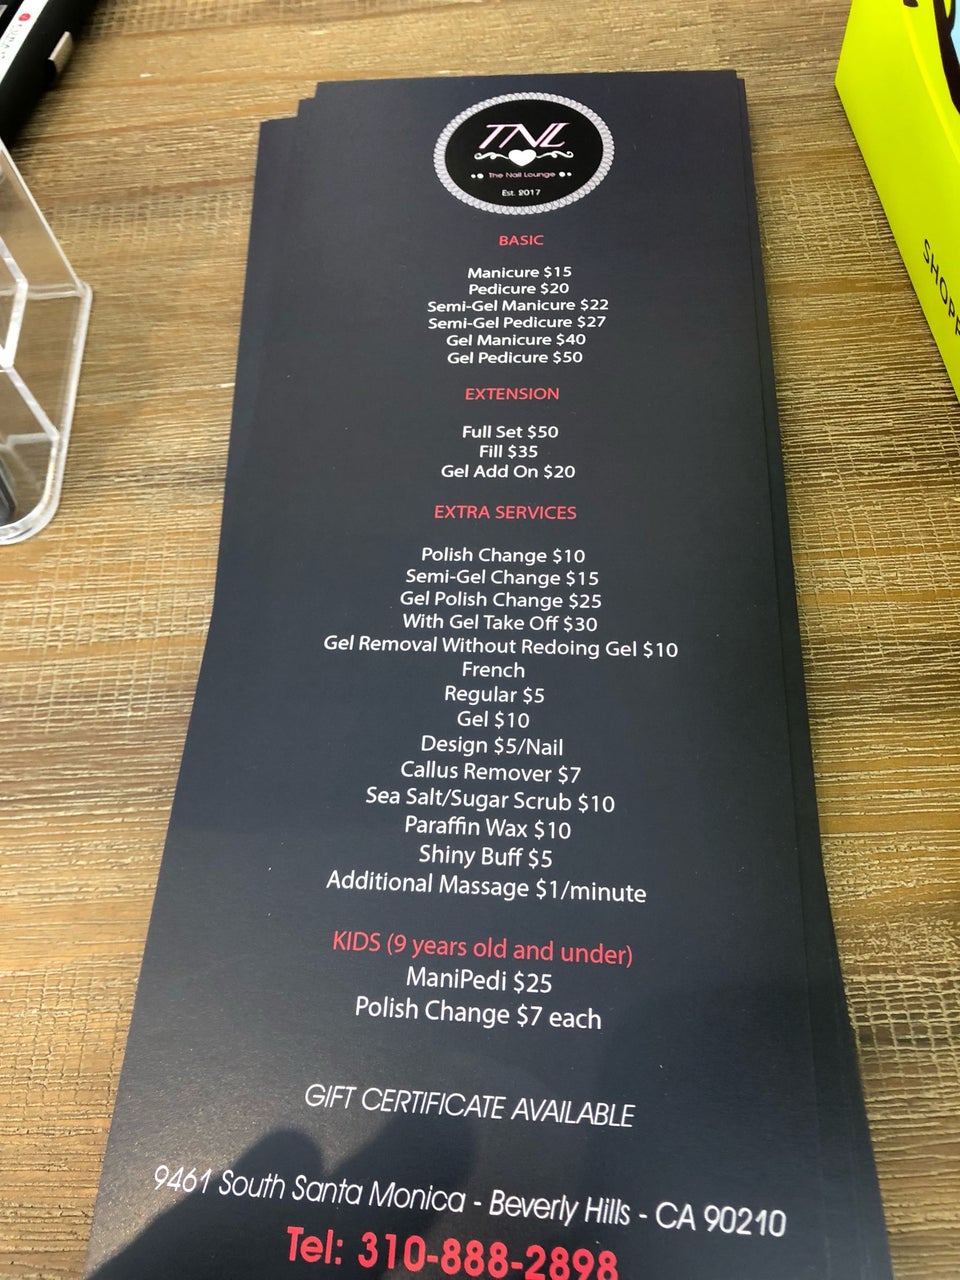 TNL
The Nail Lounge
Est. 2017
BASIC
Manicure $15
Pedicure $20
Semi-Gel Manicure $22
Semi-Gel Pedicure $27
Gel Manicure $40
Gel Pedicure $50
EXTENSION
Full Set $50
Fill $35
Gel Add On $20
EXTRA SERVICES
Polish Change $10
Semi-Gel Change $15
Gel Polish Change $25
With Gel Take Off $30
Gel Removal Without Redoing Gel $10
French
Regular $5
Gel $10
Design $5/Nail
Callus Remover $7
Sea Salt/Sugar Scrub $10
Paraffin Wax $10
Shiny Buff $5
Additional Massage $1/minute
KIDS (9 years old and under)
ManiPedi $25
Polish Change $7 each
GIFT CERTIFICATE AVAILABLE
9461 South Santa Monica - Beverly Hills - CA 90210
Tel: 310-888-2898
SHOPP